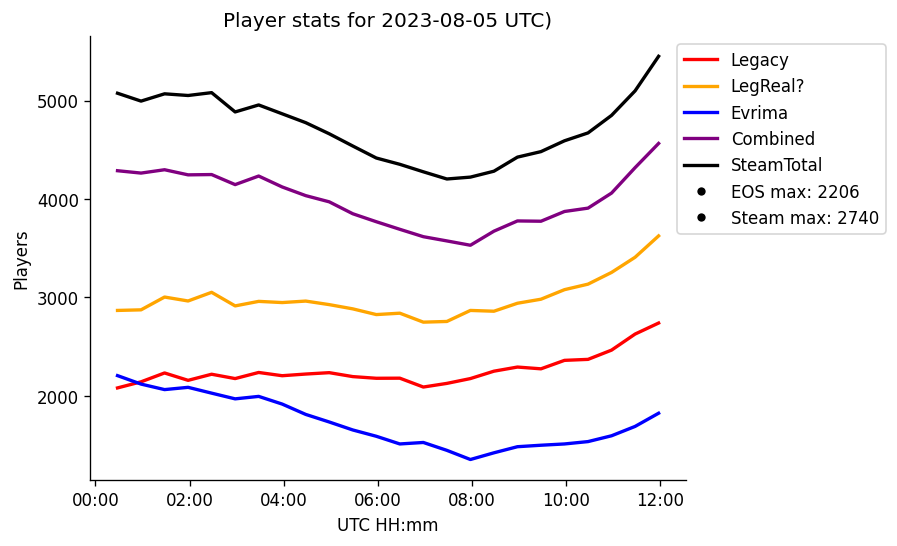 Player stats for 2023-08-05 UTC)
Legacy
LegReal?
Evrima
Combined
SteamTotal
EOS max: 2206
Steam max: 2740
Players
5000
4000
3000
2000
00:00 02:00 04:00 06:00 08:00 10:00 12:00
UTC HH:mm